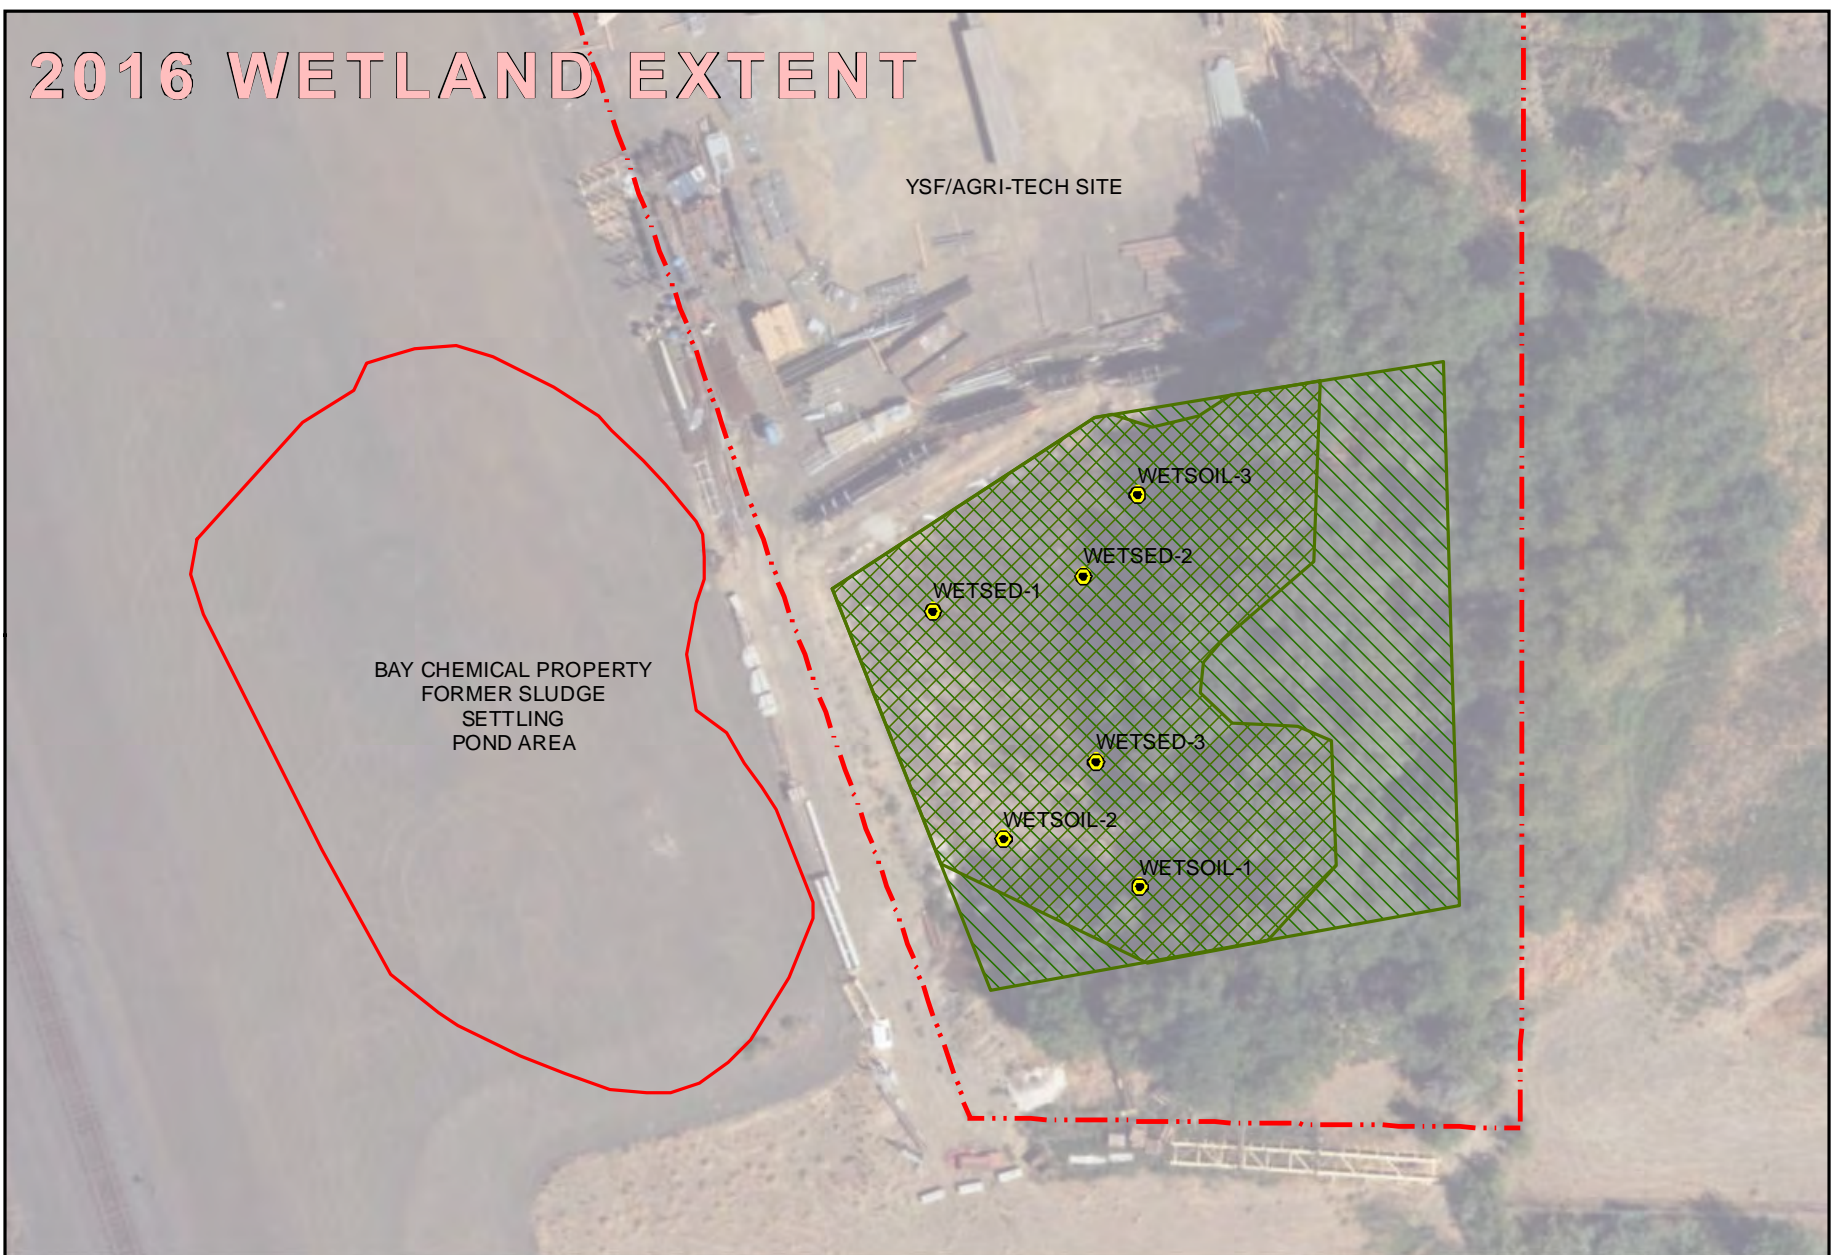 2016 WETLAND EXTENT
YSF/AGRI-TECH SITE
WETSOIL-3
WETSED-2
WETSED-1
BAY CHEMICAL PROPERTY
FORMER SLUDGE
SETTLING
POND AREA
WETSED-3
WETSOIL-2
WETSOIL-1